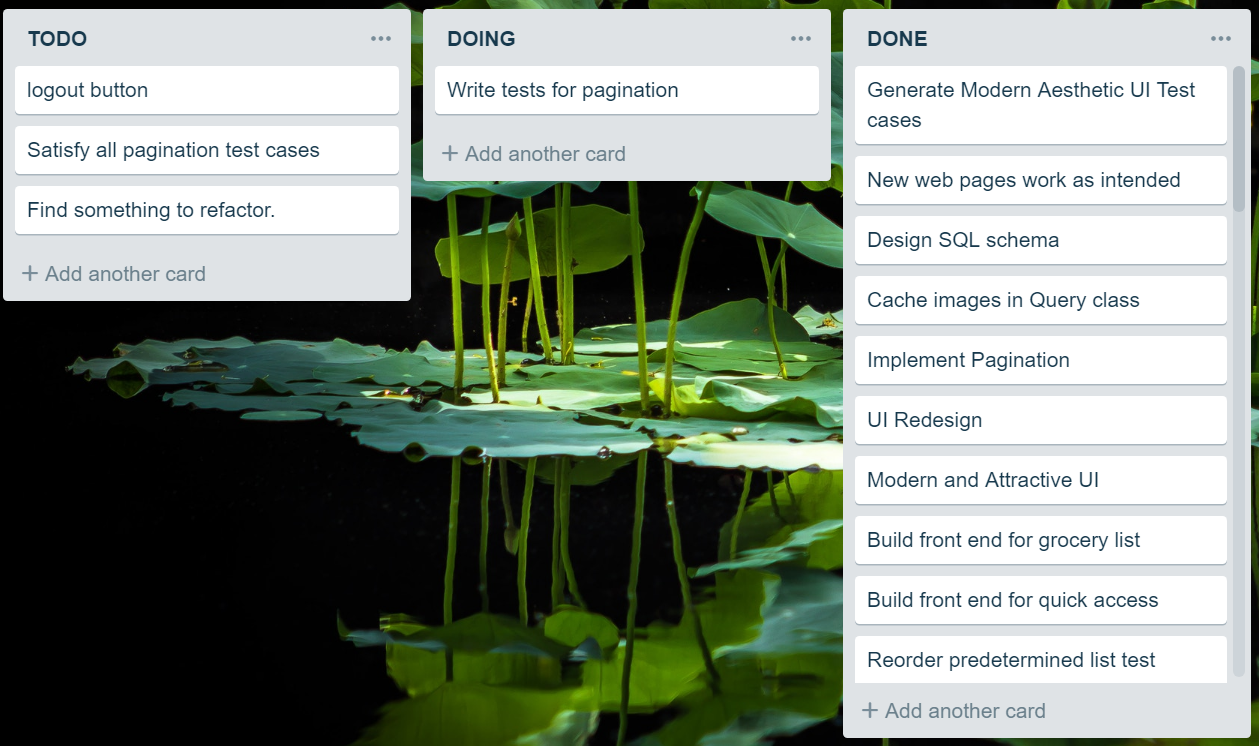 TODO
logout button
Satisfy all pagination test cases
Find something to refactor.
+ Add another card
DOING
Write tests for pagination
+ Add another card
DONE
Generate Modern Aesthetic UI Test
cases
New web pages work as intended
Design SQL schema
Cache images in Query class
Implement Pagination
UI Redesign
Modern and Attractive UI
Build front end for grocery list
Build front end for quick access
Reorder predetermined list test
+ Add another card